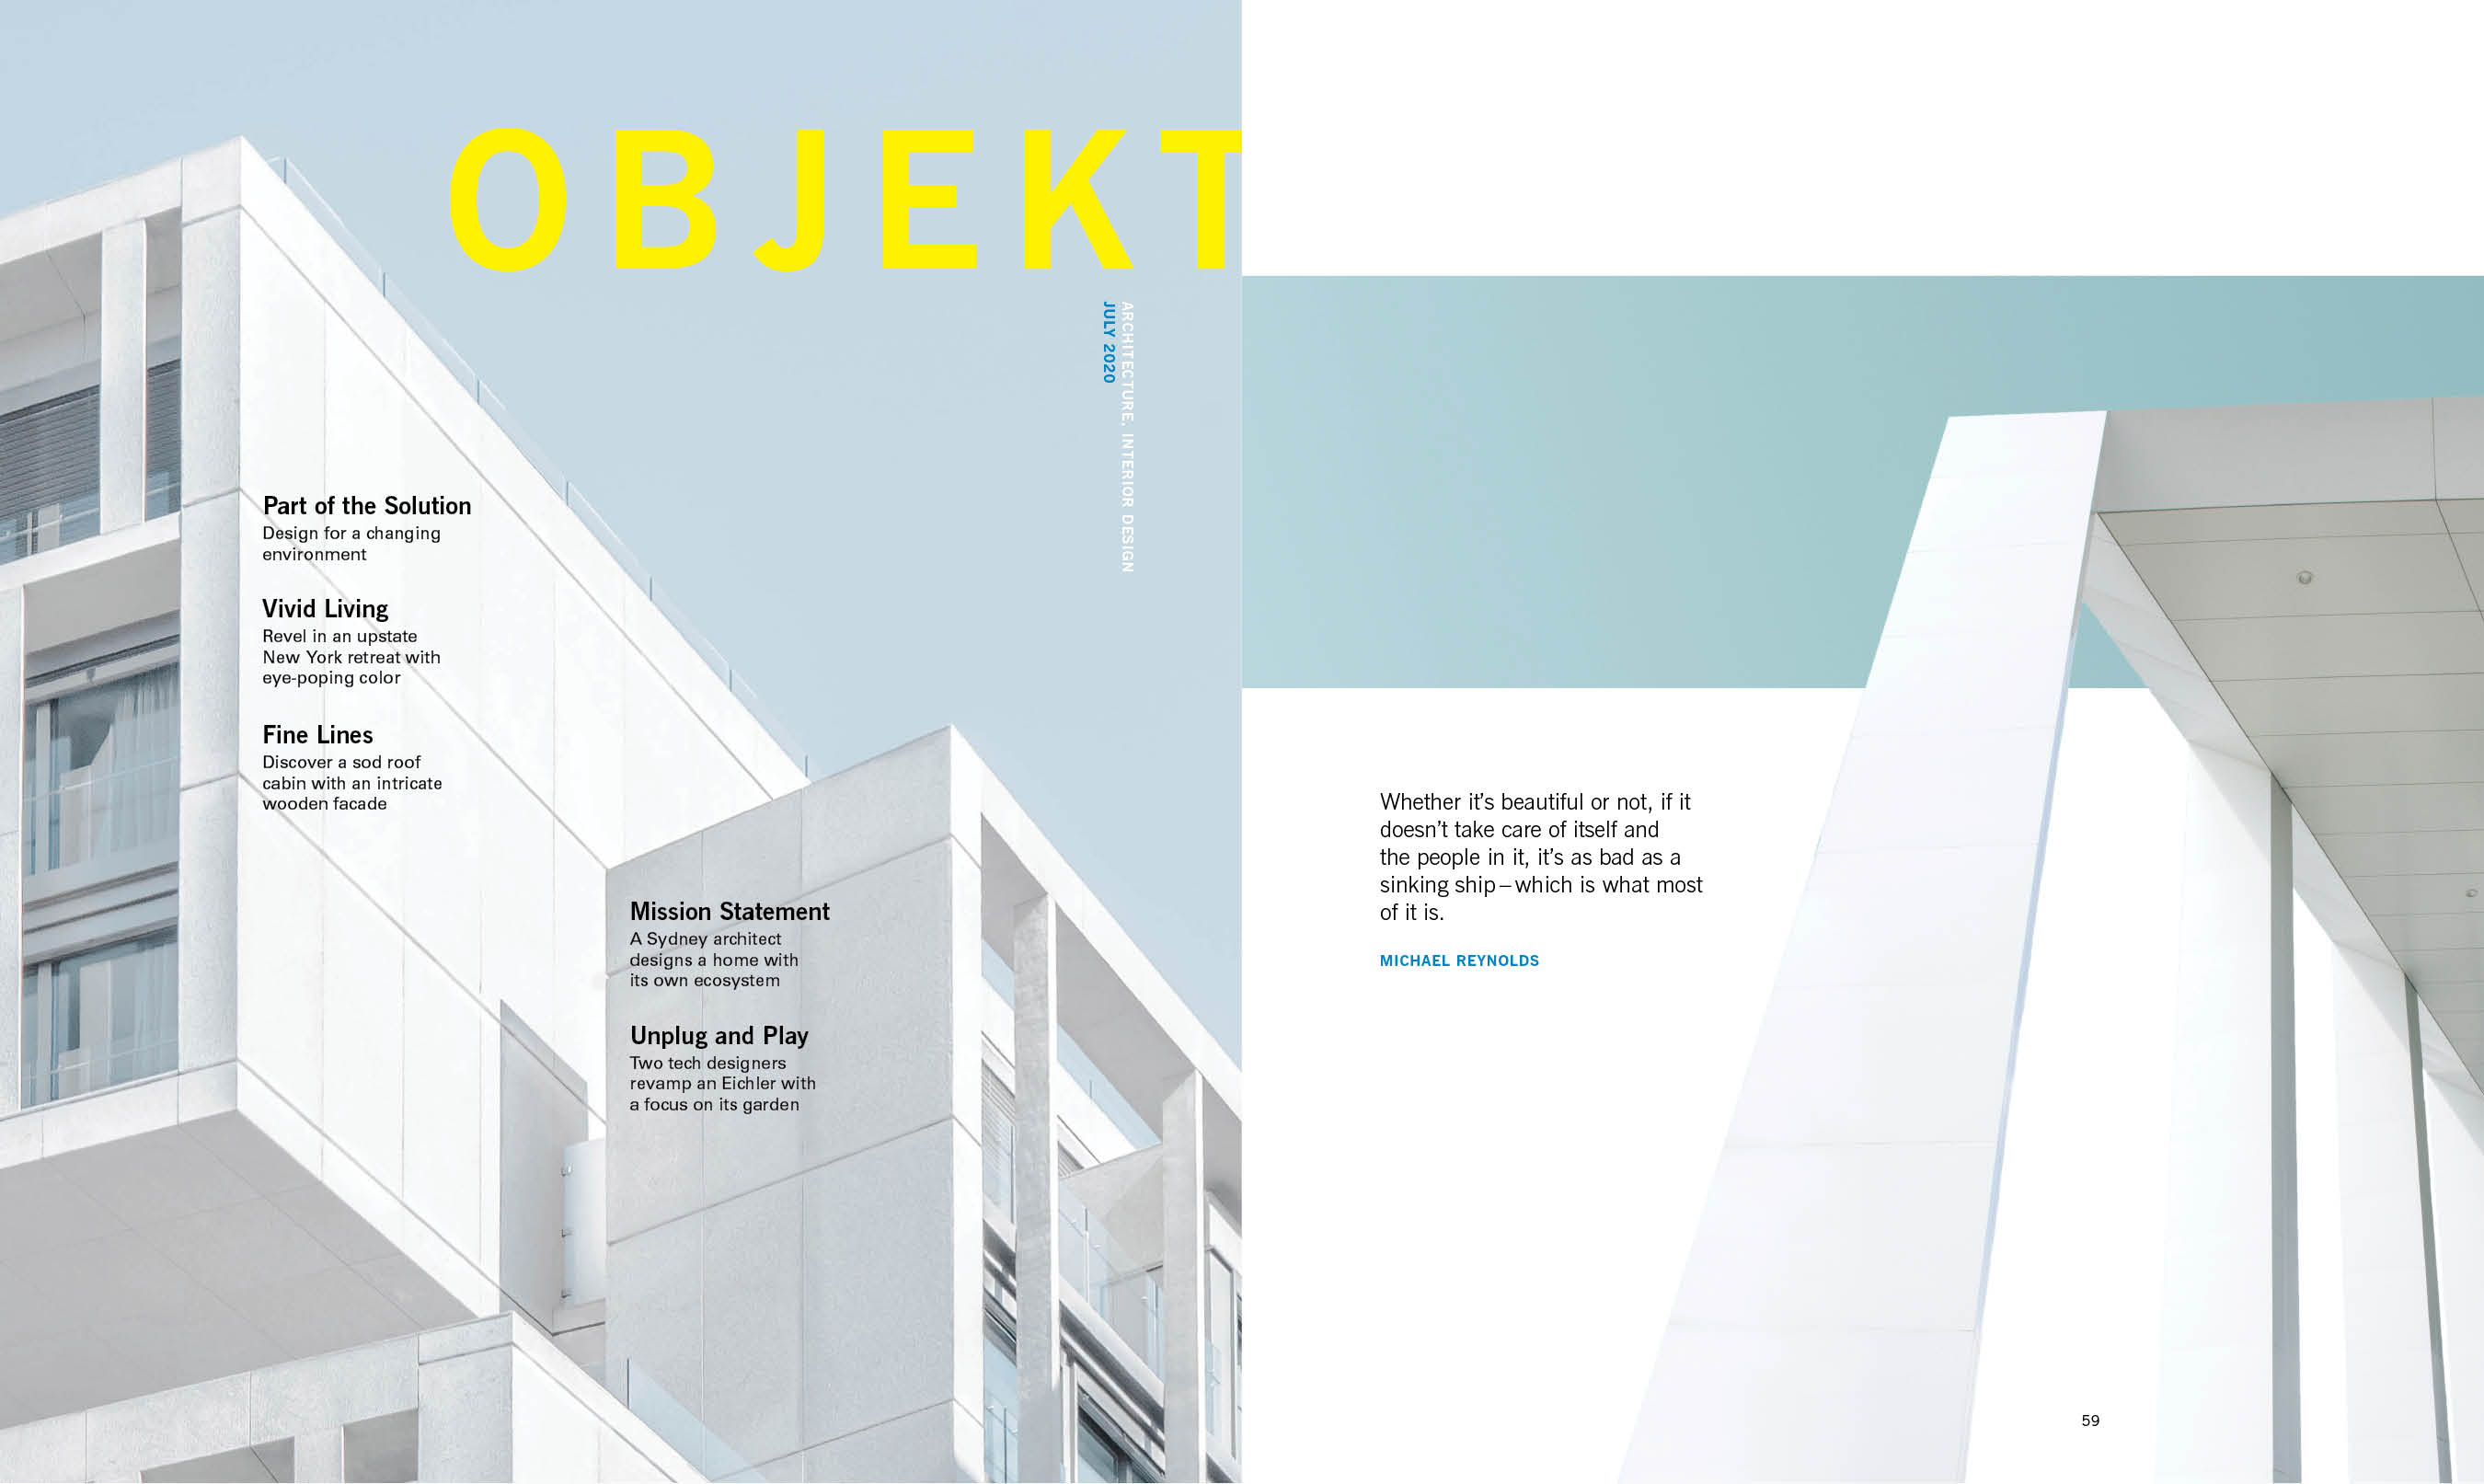 OBJEKT
ARCHITECTURE, INTERIOR DESIGN
JULY 2020
Part of the Solution
Design for a changing
environment
Vivid Living
Revel in an upstate
New York retreat with
eye-poping color
Fine Lines
Discover a sod roof
cabin with an intricate
wooden facade
Mission Statement
A Sydney architect
designs a home with
its own ecosystem
Unplug and Play
Two tech designers
revamp an Eichler with
a focus on its garden
Whether it’s beautiful or not, if it
doesn’t take care of itself and
the people in it, it’s as bad as a
sinking ship – which is what most
of it is.
MICHAEL REYNOLDS
59